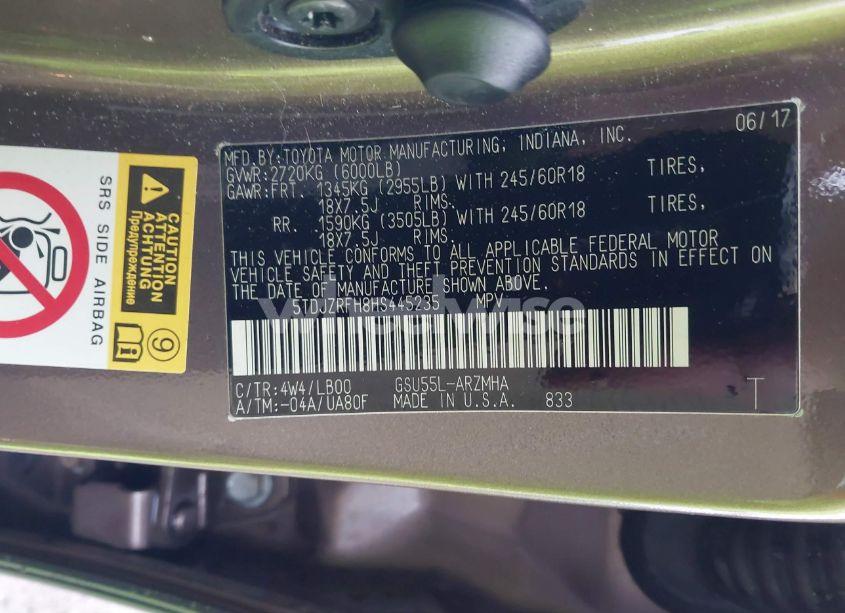 SRS SIDE AIRBAG
CAUTION
ATTENTION
ACHTUNG
Предупреждение
9
06/17
MFD.BY:TOYOTA MOTOR MANUFACTURING, INDIANA, INC.
GVWR:2720KG (6000LB)
GAWR:FRT. 1345KG (2955LB) WITH 245/60R18 TIRES,
18X7.5J RIMS.
RR. 1590KG (3505LB) WITH 245/60R18 TIRES,
18X7.5J RIMS.
THIS VEHICLE CONFORMS TO ALL APPLICABLE FEDERAL MOTOR
VEHICLE SAFETY AND THEFT PREVENTION STANDARDS IN EFFECT ON
THE DATE OF MANUFACTURE SHOWN ABOVE.
5TDJZRFH8HS445235 MPV
wheelwise
C/TR:4W4/LB00 GSU55L-ARZMHA
A/TM:-04A/UA80F MADE IN U.S.A. 833 T